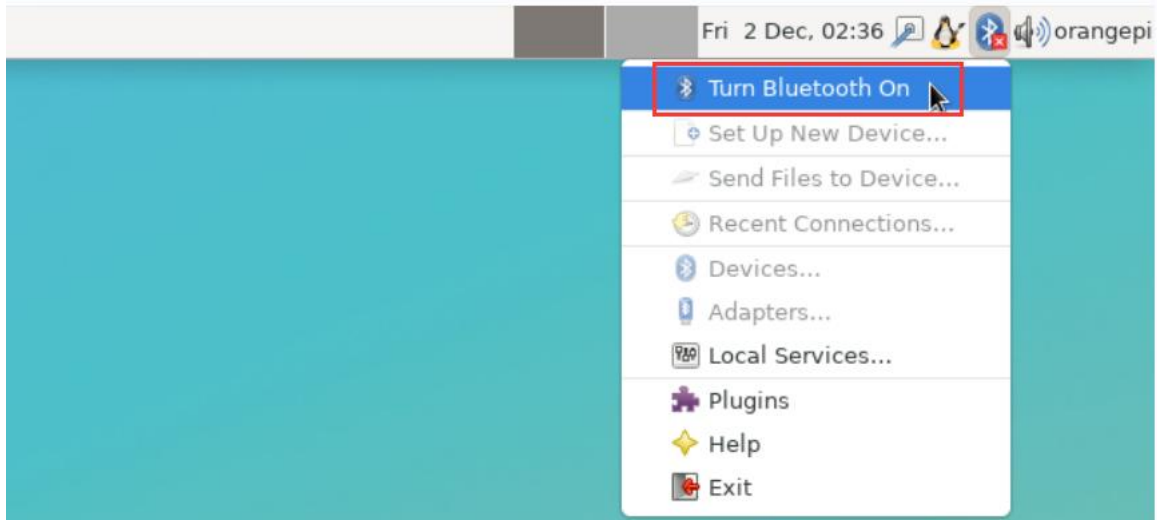 Fri 2 Dec, 02:36 orangepi
Turn Bluetooth On
Set Up New Device...
Send Files to Device...
Recent Connections...
Devices...
Adapters...
Local Services...
Plugins
Help
Exit